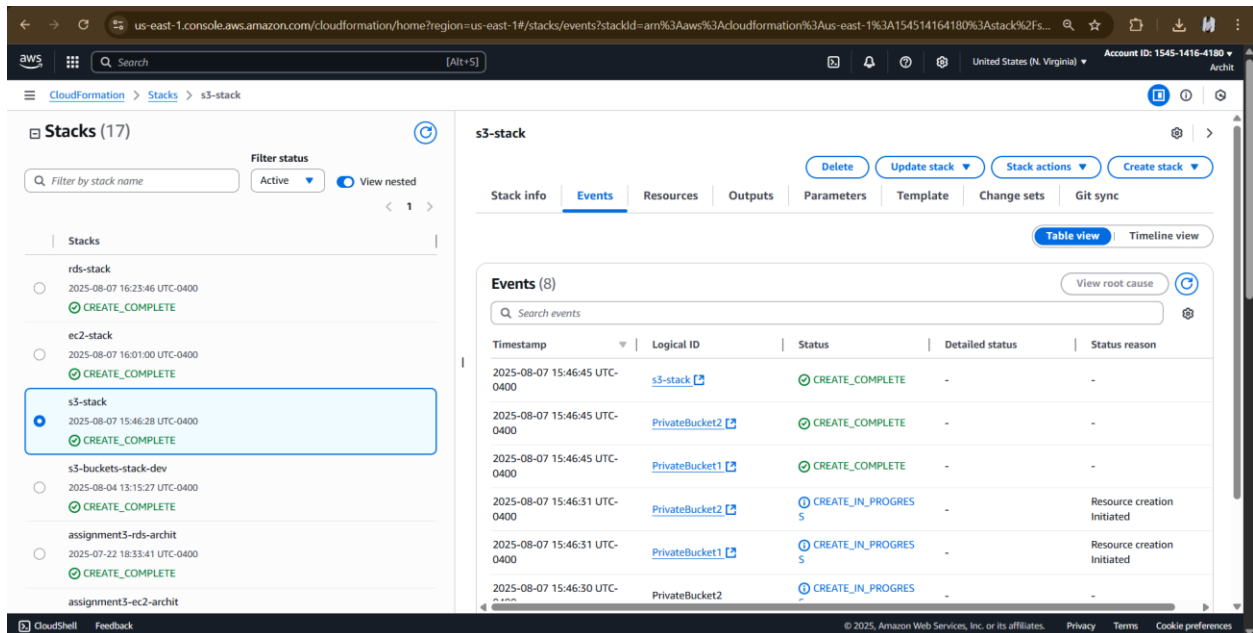 us-east-1.console.aws.amazon.com/cloudformation/home?region=us-east-1#/stacks/events?stackId=arn%3Aaws%3Acloudformation%3Aus-east-1%3A154514164180%3Astack%2Fs...
aws
Search [Alt+S]
United States (N. Virginia)
Account ID: 1545-1416-4180
Archit
CloudFormation > Stacks > s3-stack
Stacks (17)
Filter status
Filter by stack name
Active
View nested
1
Stacks
rds-stack
2025-08-07 16:23:46 UTC-0400
CREATE_COMPLETE
ec2-stack
2025-08-07 16:01:00 UTC-0400
CREATE_COMPLETE
s3-stack
2025-08-07 15:46:28 UTC-0400
CREATE_COMPLETE
s3-buckets-stack-dev
2025-08-04 13:15:27 UTC-0400
CREATE_COMPLETE
assignment3-rds-archit
2025-07-22 18:33:41 UTC-0400
CREATE_COMPLETE
assignment3-ec2-archit
s3-stack
Delete Update stack Stack actions Create stack
Stack info Events Resources Outputs Parameters Template Change sets Git sync
Table view Timeline view
Events (8)
View root cause
Search events
Timestamp Logical ID Status Detailed status Status reason
2025-08-07 15:46:45 UTC-
0400
s3-stack CREATE_COMPLETE - -
2025-08-07 15:46:45 UTC-
0400
PrivateBucket2 CREATE_COMPLETE - -
2025-08-07 15:46:45 UTC-
0400
PrivateBucket1 CREATE_COMPLETE - -
2025-08-07 15:46:31 UTC-
0400
PrivateBucket2
CREATE_IN_PROGRES
S
-
Resource creation
Initiated
2025-08-07 15:46:31 UTC-
0400
PrivateBucket1
CREATE_IN_PROGRES
S
-
Resource creation
Initiated
2025-08-07 15:46:30 UTC-
0400
PrivateBucket2
CREATE_IN_PROGRES
S
- -
CloudShell Feedback
© 2025, Amazon Web Services, Inc. or its affiliates. Privacy Terms Cookie preferences